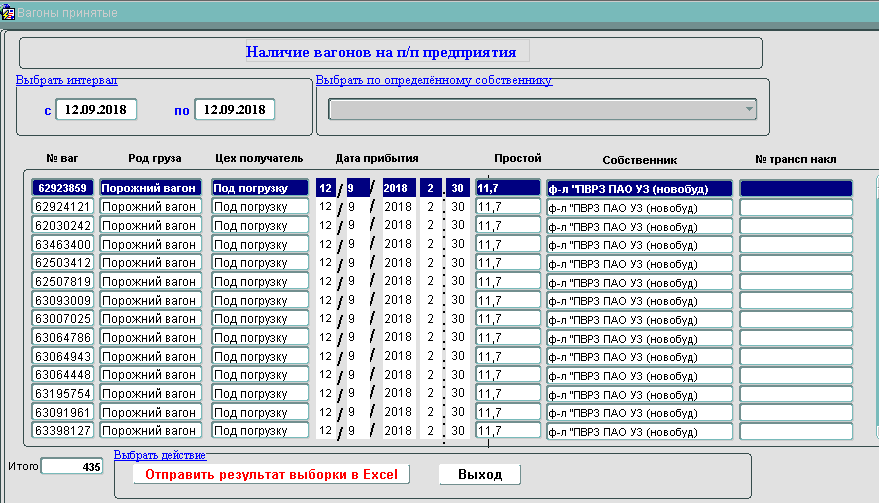 Вагоны принятые
Наличие вагонов на п/п предприятия
Выбрать интервал
Выбрать по определённому собственнику
с 12.09.2018 по 12.09.2018
№ ваг Род груза Цех получатель Дата прибытия Простой Собственник № трансп накл
62923859 Порожний вагон Под погрузку 12 / 9 / 2018 2 : 30 11,7 ф-л "ПВРЗ ПАО УЗ (новобуд)
62924121 Порожний вагон Под погрузку 12 / 9 / 2018 2 : 30 11,7 ф-л "ПВРЗ ПАО УЗ (новобуд)
62030242 Порожний вагон Под погрузку 12 / 9 / 2018 2 : 30 11,7 ф-л "ПВРЗ ПАО УЗ (новобуд)
63463400 Порожний вагон Под погрузку 12 / 9 / 2018 2 : 30 11,7 ф-л "ПВРЗ ПАО УЗ (новобуд)
62503412 Порожний вагон Под погрузку 12 / 9 / 2018 2 : 30 11,7 ф-л "ПВРЗ ПАО УЗ (новобуд)
62507819 Порожний вагон Под погрузку 12 / 9 / 2018 2 : 30 11,7 ф-л "ПВРЗ ПАО УЗ (новобуд)
63093009 Порожний вагон Под погрузку 12 / 9 / 2018 2 : 30 11,7 ф-л "ПВРЗ ПАО УЗ (новобуд)
63007025 Порожний вагон Под погрузку 12 / 9 / 2018 2 : 30 11,7 ф-л "ПВРЗ ПАО УЗ (новобуд)
63064786 Порожний вагон Под погрузку 12 / 9 / 2018 2 : 30 11,7 ф-л "ПВРЗ ПАО УЗ (новобуд)
63064943 Порожний вагон Под погрузку 12 / 9 / 2018 2 : 30 11,7 ф-л "ПВРЗ ПАО УЗ (новобуд)
63064448 Порожний вагон Под погрузку 12 / 9 / 2018 2 : 30 11,7 ф-л "ПВРЗ ПАО УЗ (новобуд)
63195754 Порожний вагон Под погрузку 12 / 9 / 2018 2 : 30 11,7 ф-л "ПВРЗ ПАО УЗ (новобуд)
63091961 Порожний вагон Под погрузку 12 / 9 / 2018 2 : 30 11,7 ф-л "ПВРЗ ПАО УЗ (новобуд)
63398127 Порожний вагон Под погрузку 12 / 9 / 2018 2 : 30 11,7 ф-л "ПВРЗ ПАО УЗ (новобуд)
Итого 435
Выбрать действие
Отправить результат выборки в Excel Выход